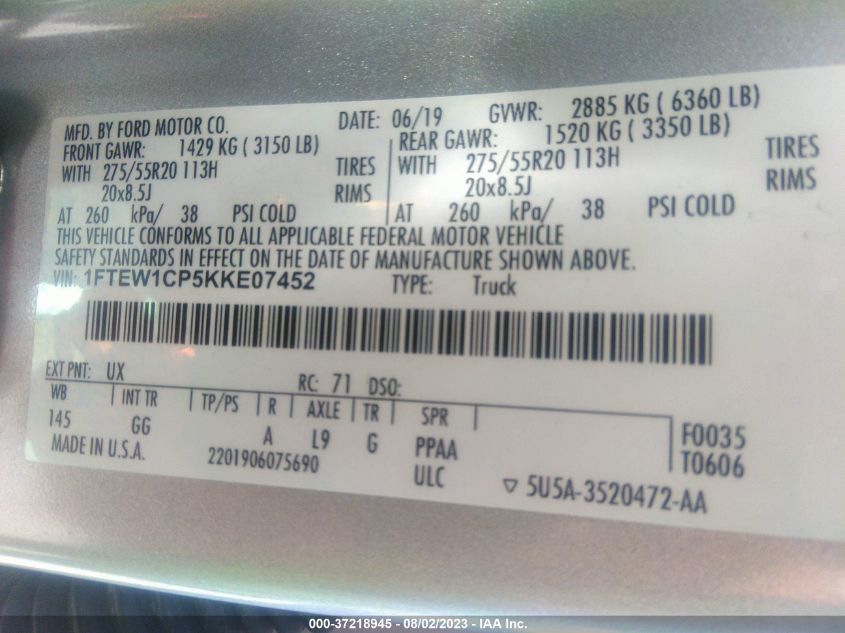 MFD. BY FORD MOTOR CO. DATE: 06/19 GVWR: 2885 KG ( 6360 LB)
FRONT GAWR: 1429 KG ( 3150 LB) REAR GAWR: 1520 KG ( 3350 LB)
WITH 275/55R20 113H TIRES WITH 275/55R20 113H TIRES
20x8.5J RIMS 20x8.5J RIMS
AT 260 kPa/ 38 PSI COLD AT 260 kPa/ 38 PSI COLD
THIS VEHICLE CONFORMS TO ALL APPLICABLE FEDERAL MOTOR VEHICLE
SAFETY STANDARDS IN EFFECT ON THE DATE OF MANUFACTURE SHOWN ABOVE.
VIN: 1FTEW1CP5KKE07452 TYPE: Truck
EXT PNT: UX RC: 71 DSO:
WB INT TR TP/PS R AXLE TR SPR
145 GG A L9 G PPAA F0035
MADE IN U.S.A. 2201906075690 ULC T0606
▽ 5U5A-3520472-AA
000-37218945 - 08/02/2023 - IAA Inc.